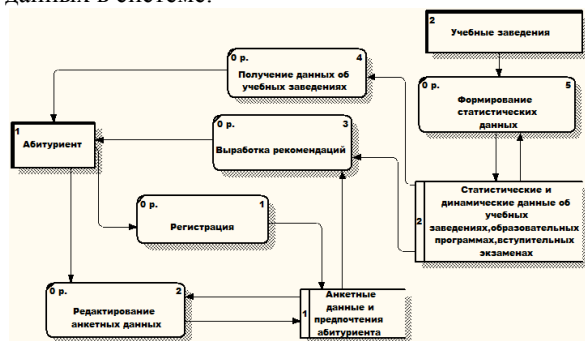 данных в системе.
2
Учебные заведения
0 р.
4
Получение данных об
учебных заведениях
0 р.
5
Формирование
статистических
данных
1
Абитуриент
0 р.
3
Выработка рекомендаций
0 р.
1
Регистрация
2
Статистические и
динамические данные об
учебных
заведениях,образовательных
программах,вступительных
экзаменах
0 р.
2
Редактирование
анкетных данных
1
Анкетные
данные и
предпочтения
абитуриента